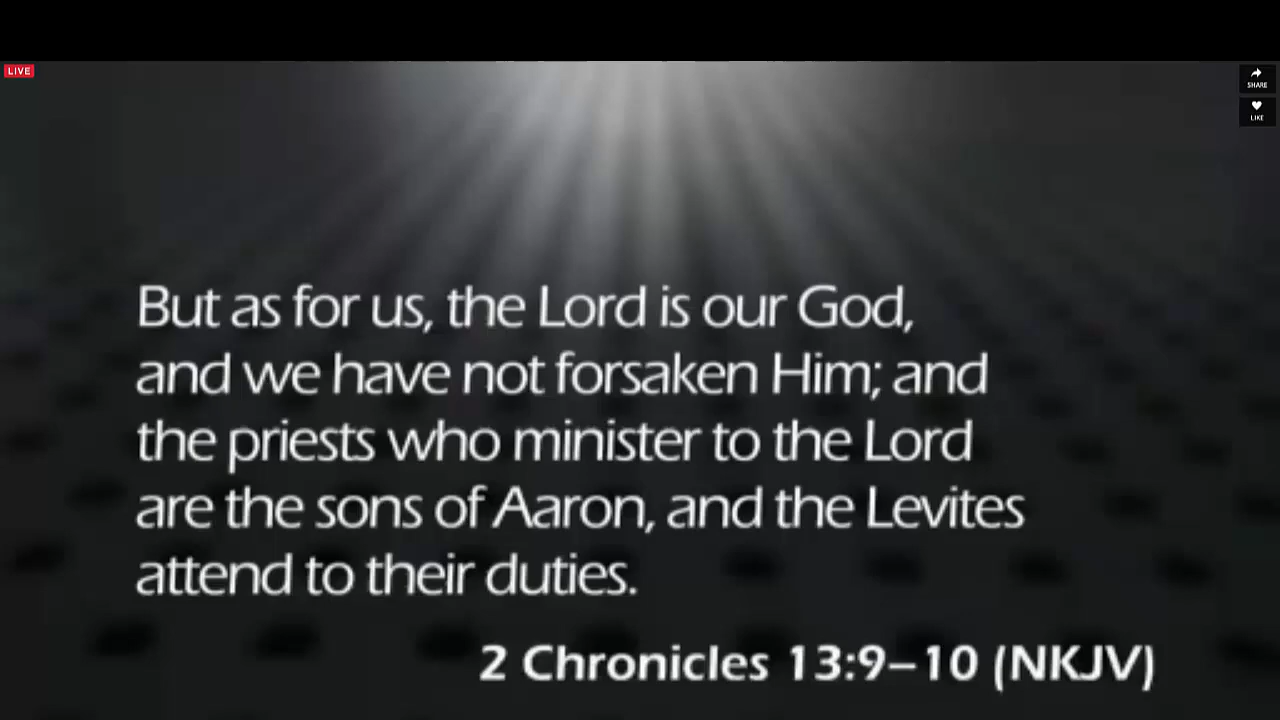 LIVE
SHARE
LIKE
But as for us, the Lord is our God,
and we have not forsaken Him; and
the priests who minister to the Lord
are the sons of Aaron, and the Levites
attend to their duties.
2 Chronicles 13:9–10 (NKJV)